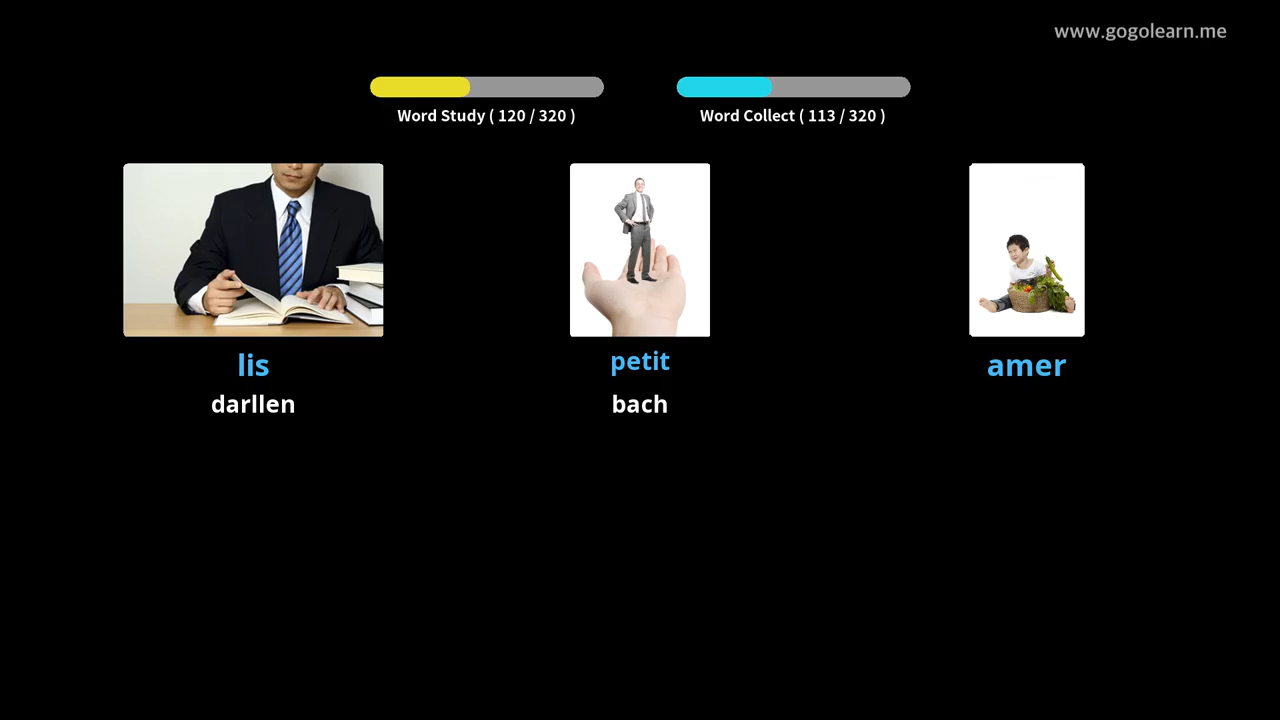 www.gogolearn.me
Word Study ( 120 / 320 )
Word Collect ( 113 / 320 )
lis
darllen
petit
bach
amer